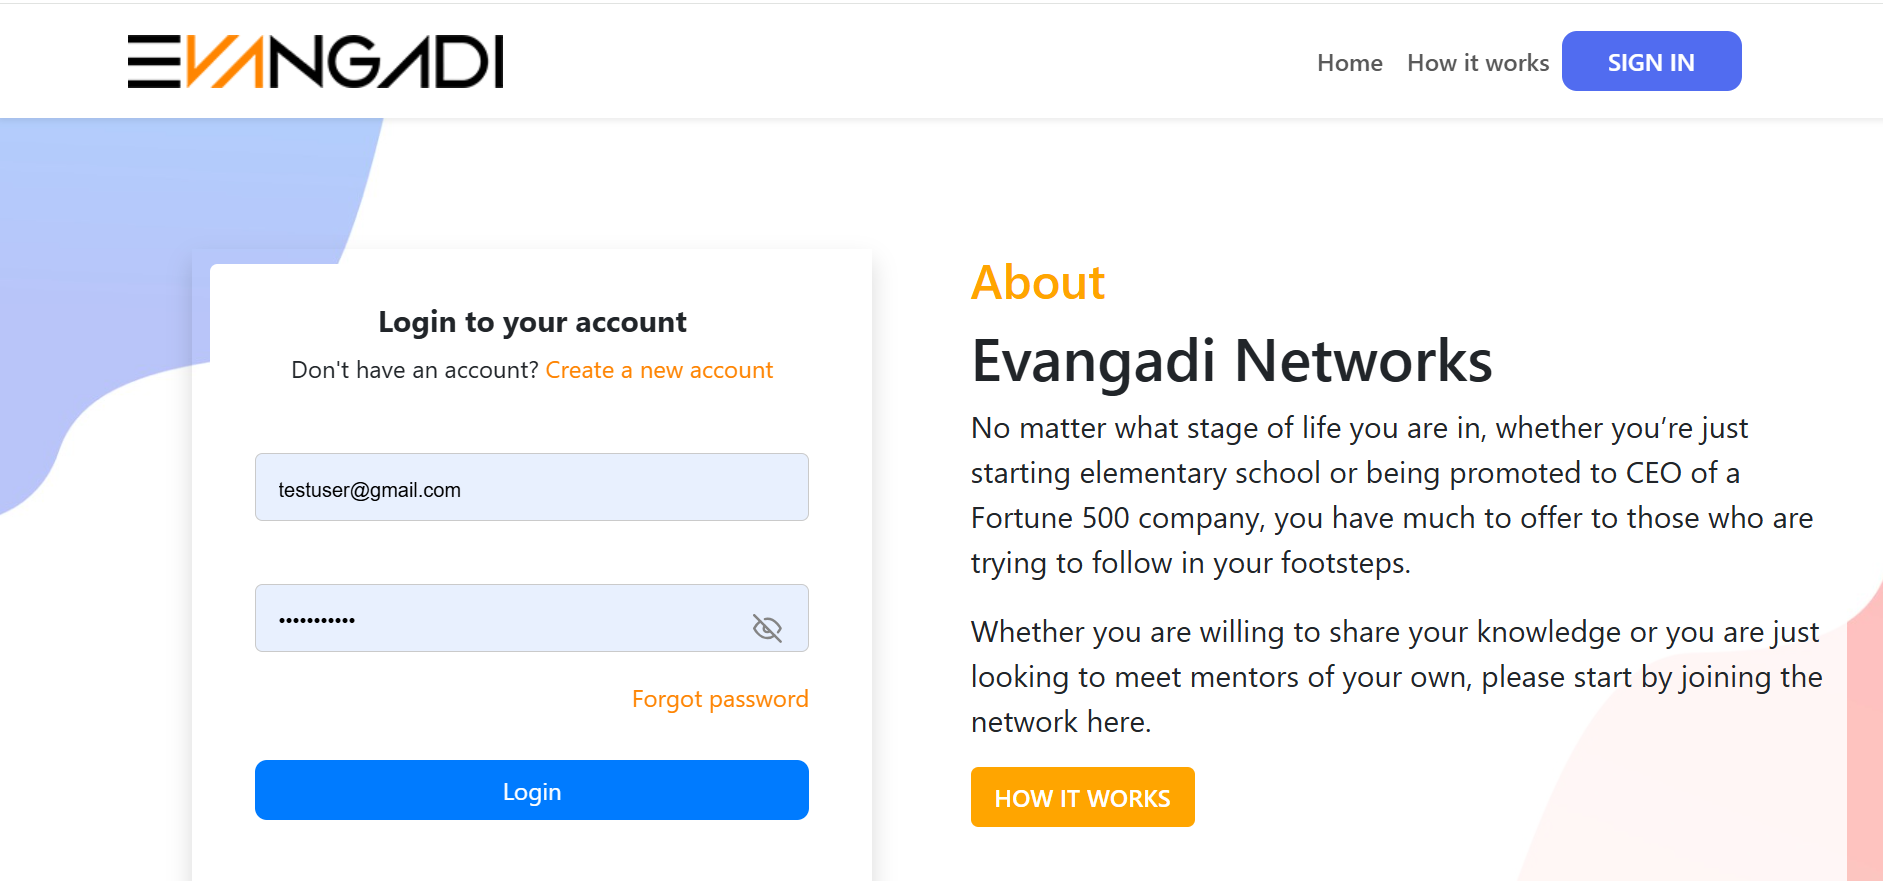 EVANGADI
Home How it works SIGN IN
Login to your account
Don't have an account? Create a new account
testuser@gmail.com
•••••••••••
Forgot password
Login
About
Evangadi Networks
No matter what stage of life you are in, whether you’re just
starting elementary school or being promoted to CEO of a
Fortune 500 company, you have much to offer to those who are
trying to follow in your footsteps.
Whether you are willing to share your knowledge or you are just
looking to meet mentors of your own, please start by joining the
network here.
HOW IT WORKS